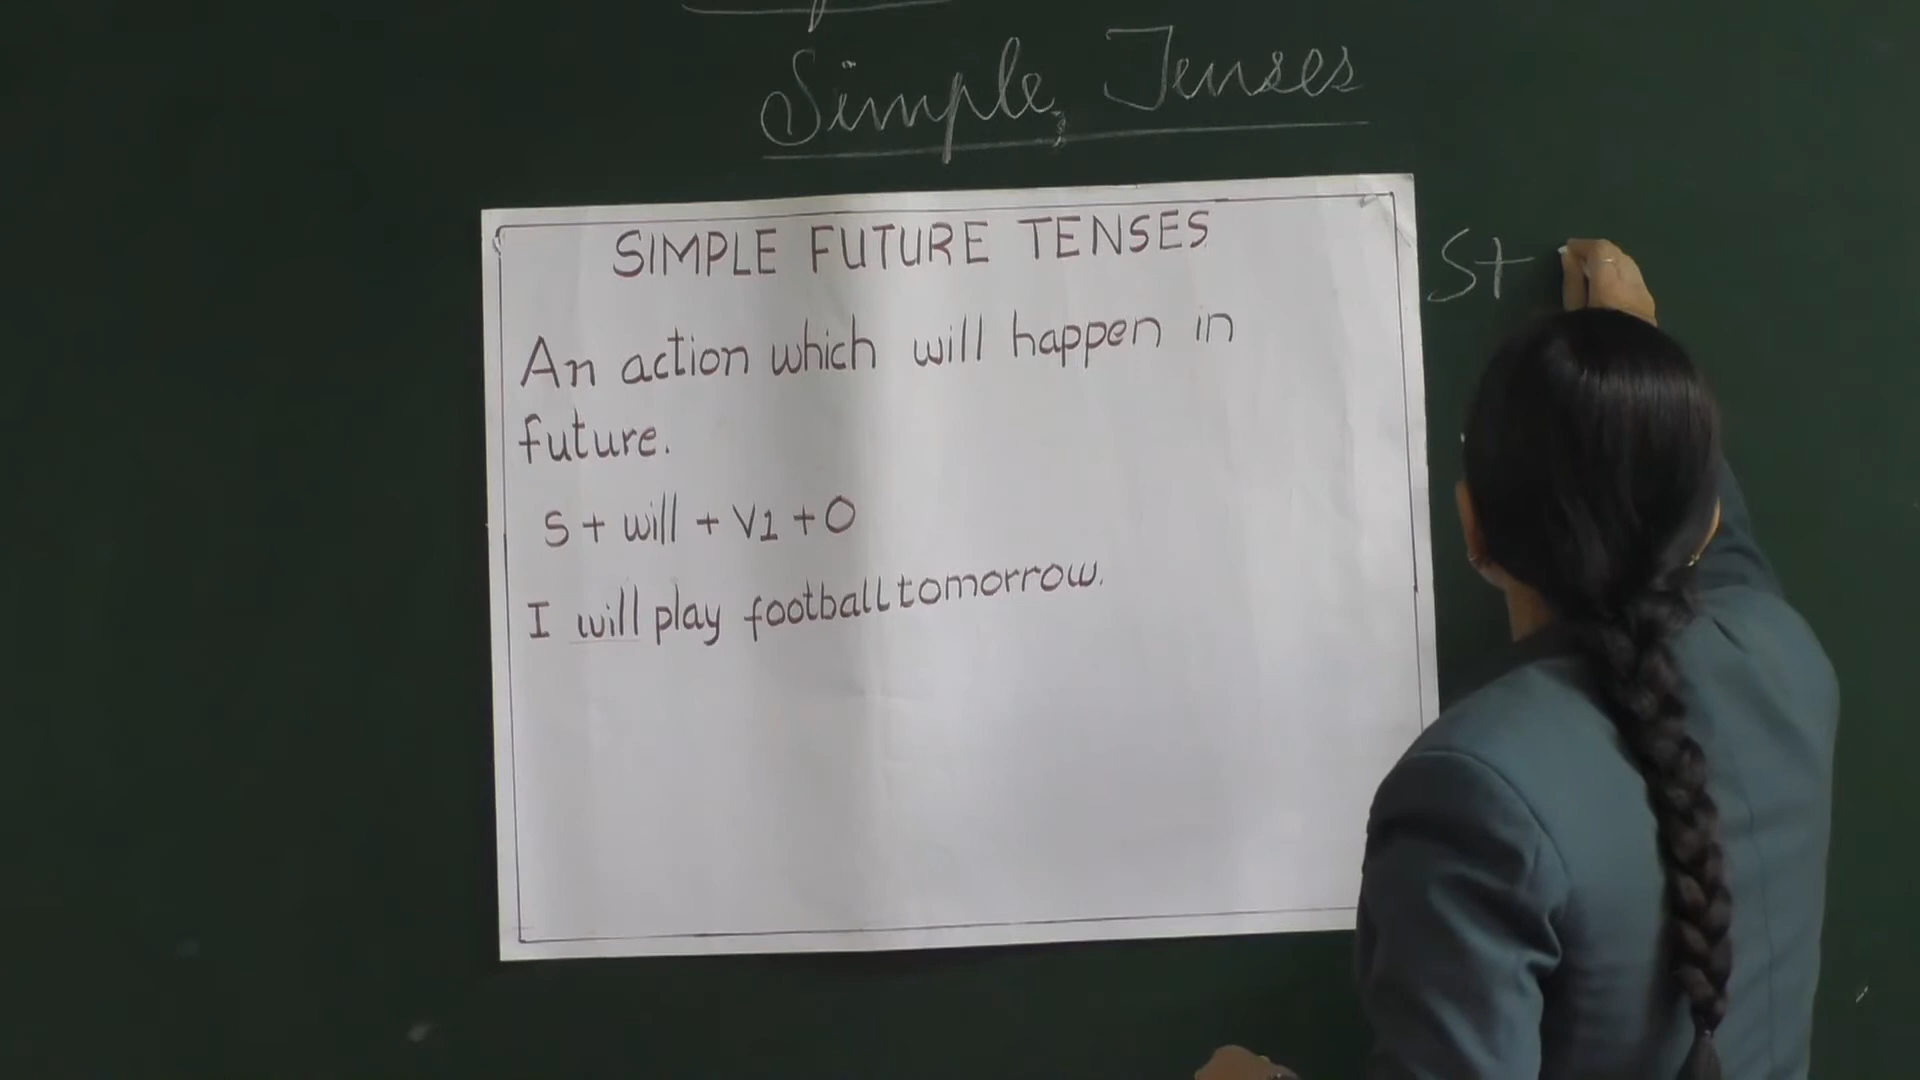 Simple Tenses
SIMPLE FUTURE TENSES
An action which will happen in
future.
S + will + V1 + O
I will play football tomorrow.
S+